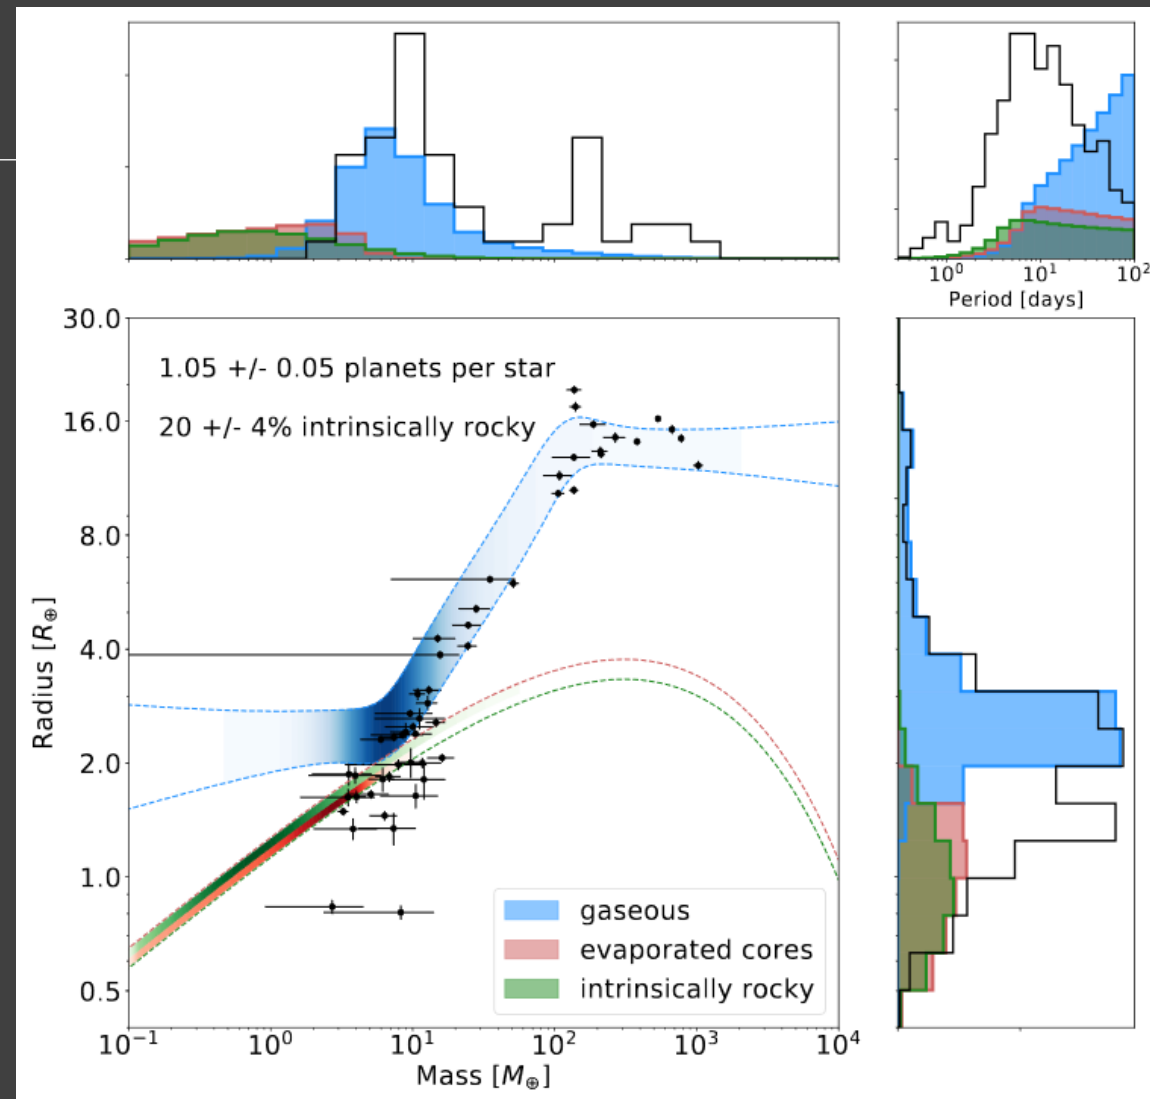 10⁰ 10¹ 10²
Period [days]
30.0
1.05 +/- 0.05 planets per star
16.0
20 +/- 4% intrinsically rocky
8.0
4.0
2.0
1.0
0.5
Radius [R⊕]
gaseous
evaporated cores
intrinsically rocky
10⁻¹ 10⁰ 10¹ 10² 10³ 10⁴
Mass [M⊕]